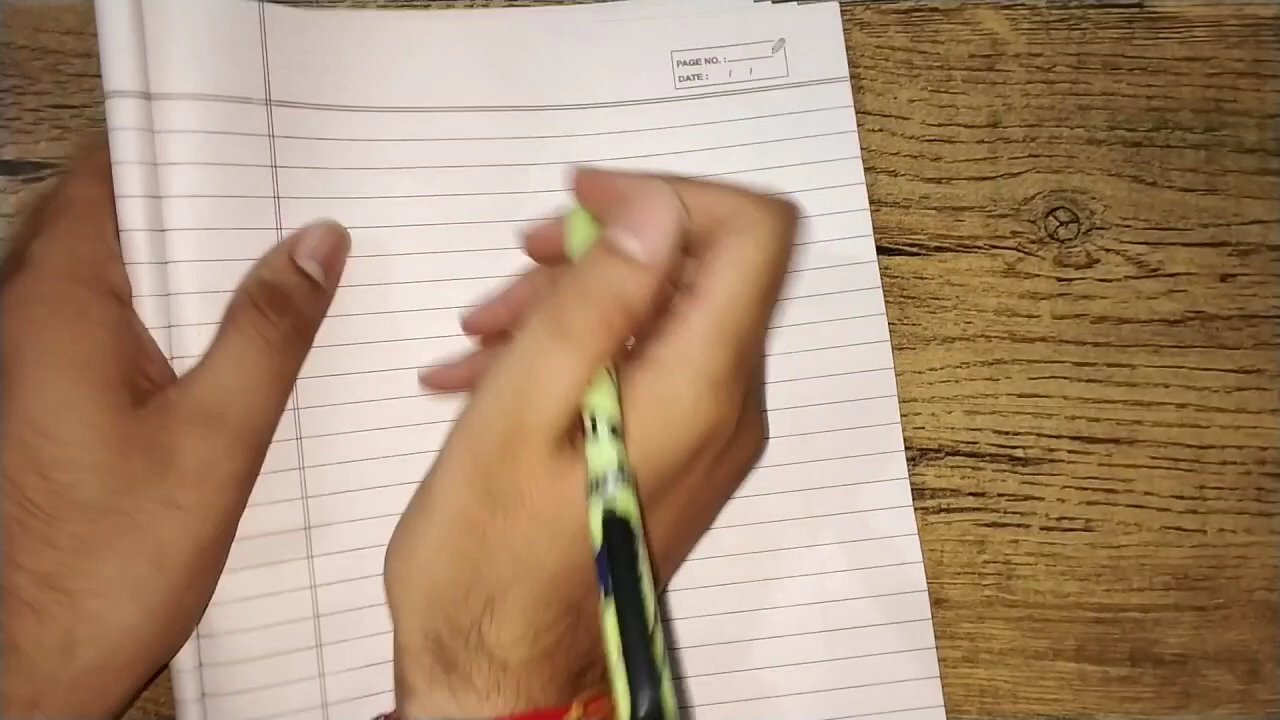 PAGE NO. :
DATE : / /